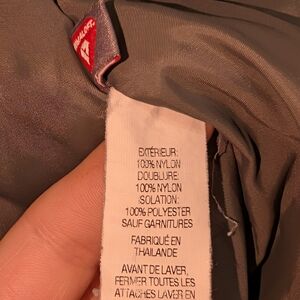 EXTÉRIEUR:
100% NYLON
DOUBLURE:
100% NYLON
ISOLATION:
100% POLYESTER
SAUF GARNITURES
FABRIQUÉ EN
THAILANDE
AVANT DE LAVER,
FERMER TOUTES LES
ATTACHES LAVER EN